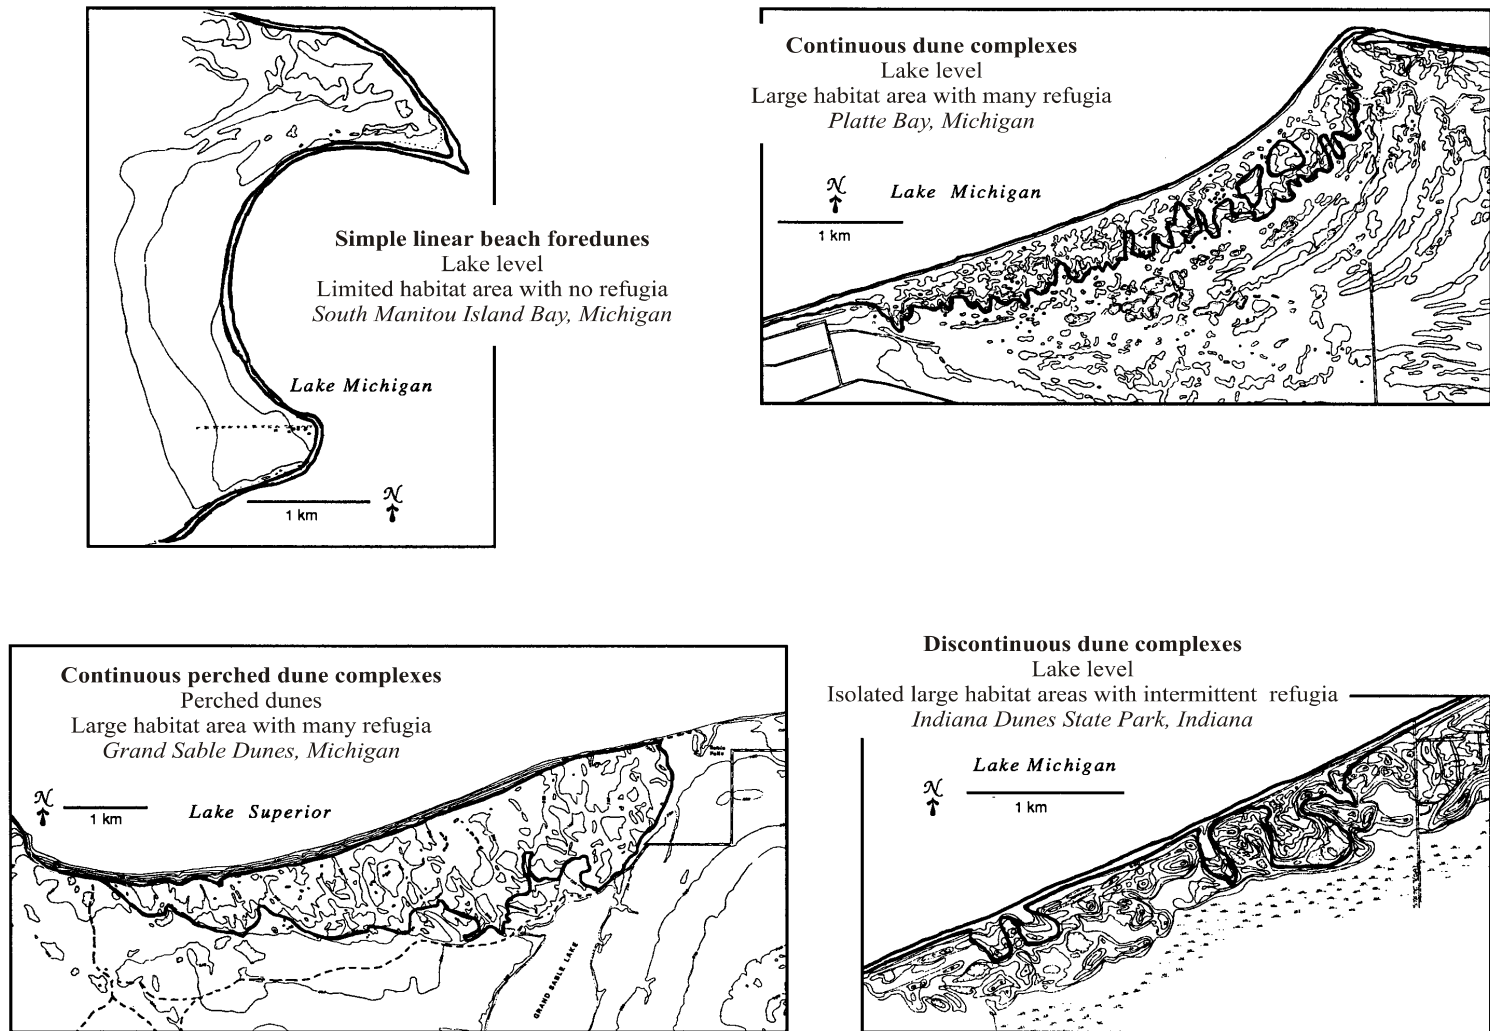 Simple linear beach foredunes
Lake level
Limited habitat area with no refugia
South Manitou Island Bay, Michigan
Lake Michigan
1 km
N
Continuous dune complexes
Lake level
Large habitat area with many refugia
Platte Bay, Michigan
N
Lake Michigan
1 km
Continuous perched dune complexes
Perched dunes
Large habitat area with many refugia
Grand Sable Dunes, Michigan
N
1 km
Lake Superior
GRAND SABLE LAKE
Discontinuous dune complexes
Lake level
Isolated large habitat areas with intermittent refugia
Indiana Dunes State Park, Indiana
Lake Michigan
N
1 km